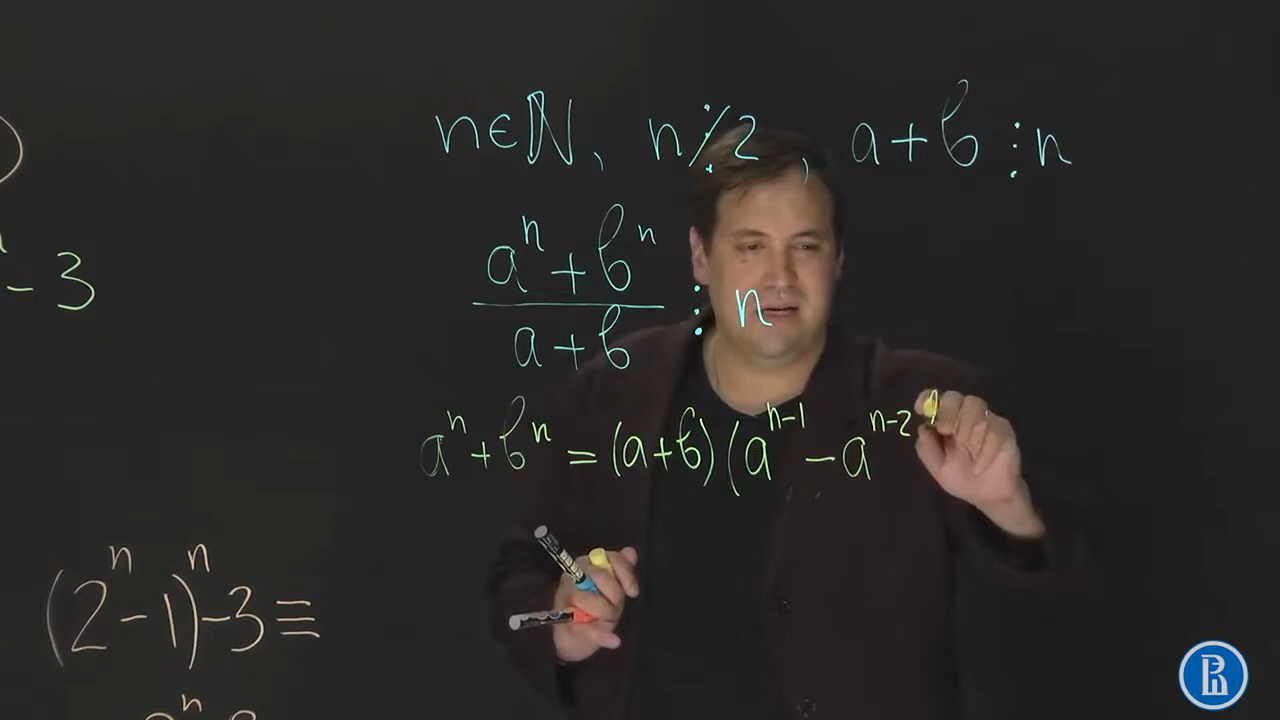 n∈ℕ, n⋮̸2, a+b⋮n
(a^n+b^n)/(a+b) ⋮ n
a^n+b^n=(a+b)(a^{n-1}-a^{n-2}
-3
(2^n-1)^n-3≡